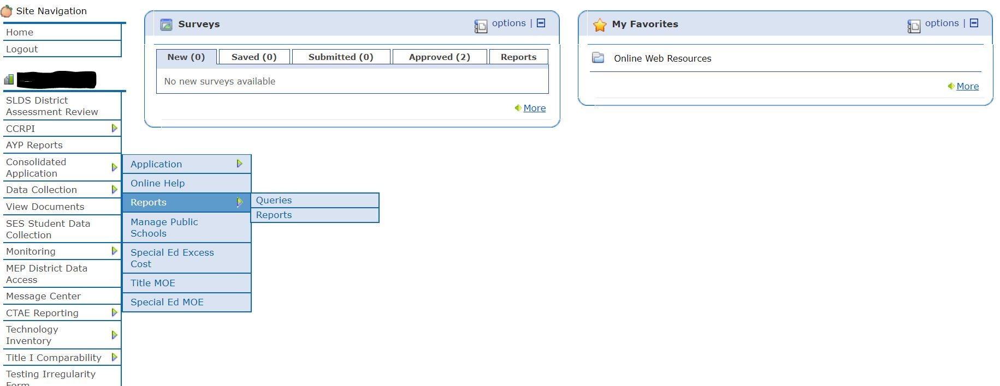 Site Navigation
Home
Logout
SLDS District
Assessment Review
CCRPI
AYP Reports
Consolidated
Application
Data Collection
View Documents
SES Student Data
Collection
Monitoring
MEP District Data
Access
Message Center
CTAE Reporting
Technology
Inventory
Title I Comparability
Testing Irregularity
Form
Application
Online Help
Reports
Manage Public
Schools
Special Ed Excess
Cost
Title MOE
Special Ed MOE
Queries
Reports
Surveys
options |
New (0) Saved (0) Submitted (0) Approved (2) Reports
No new surveys available
More
My Favorites
options |
Online Web Resources
More